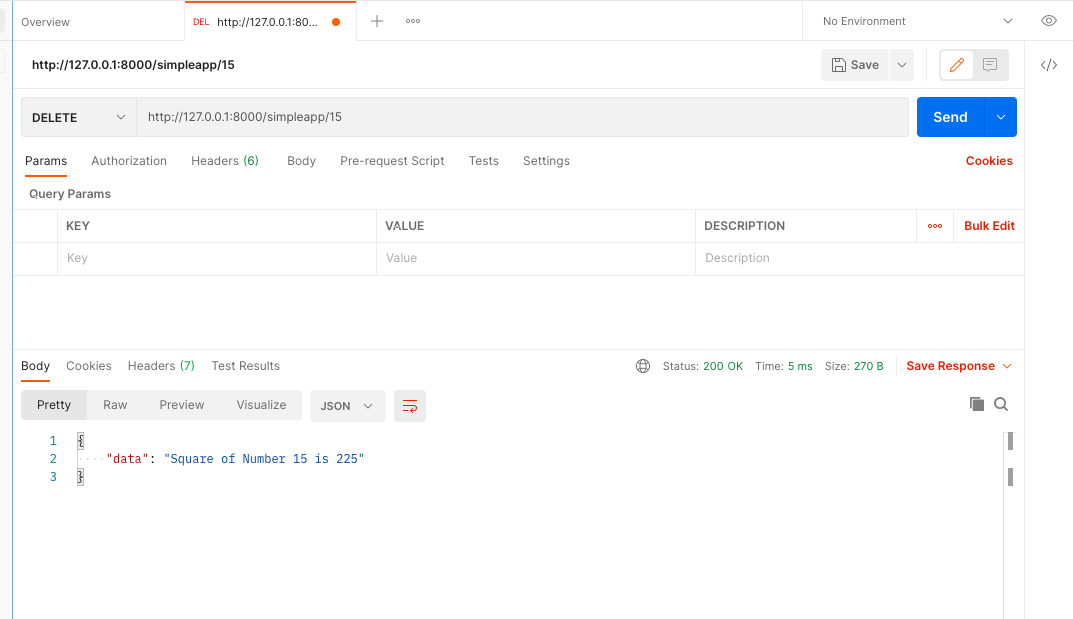 Overview
DEL http://127.0.0.1:80...
No Environment
http://127.0.0.1:8000/simpleapp/15
Save
DELETE
http://127.0.0.1:8000/simpleapp/15
Send
Params Authorization Headers (6) Body Pre-request Script Tests Settings Cookies
Query Params
KEY VALUE DESCRIPTION Bulk Edit
Key Value Description
Body Cookies Headers (7) Test Results Status: 200 OK Time: 5 ms Size: 270 B Save Response
Pretty Raw Preview Visualize JSON
1 {
2 "data": "Square of Number 15 is 225"
3 }